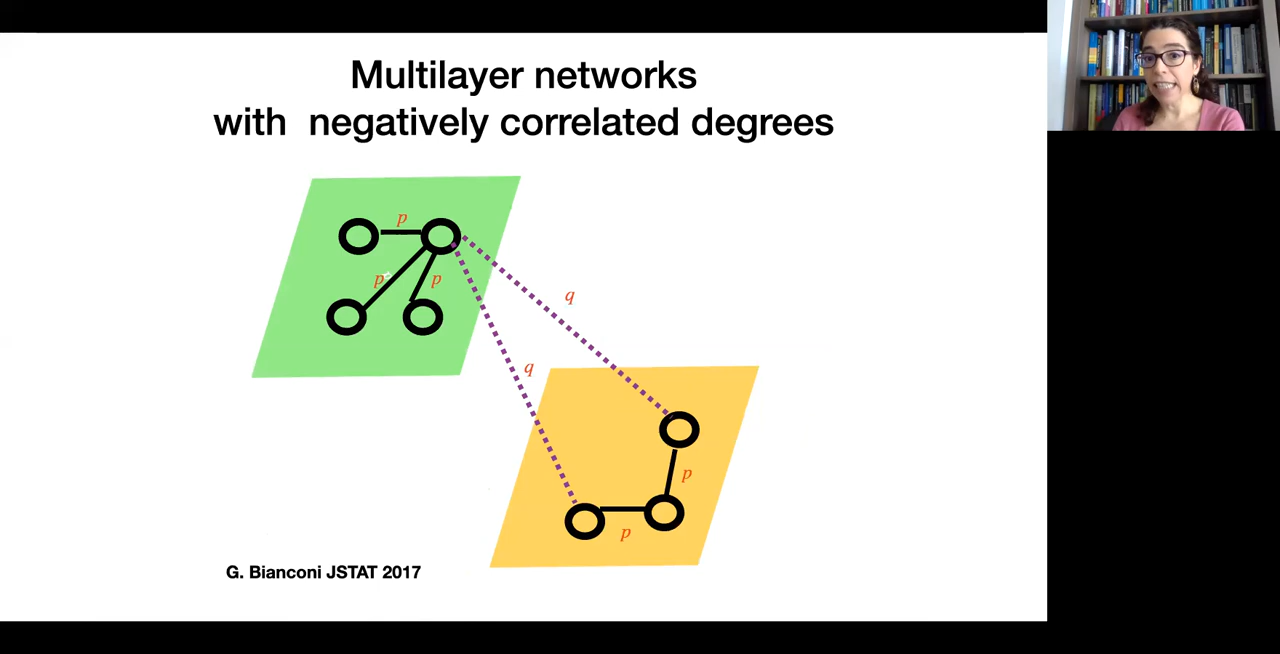 Multilayer networks
with negatively correlated degrees
p
p
p
q
q
p
p
G. Bianconi JSTAT 2017